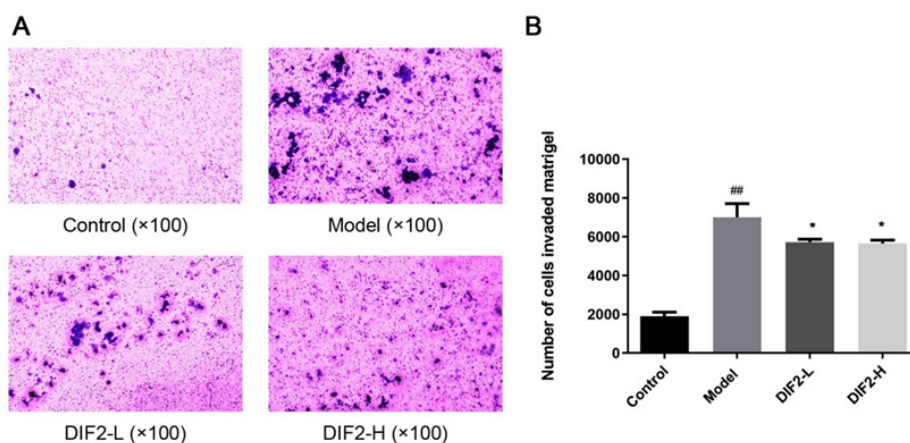 A
Control (×100)
Model (×100)
DIF2-L (×100)
DIF2-H (×100)
B
Number of cells invaded matrigel
10000
8000
6000
4000
2000
0
##
*
*
Control
Model
DIF2-L
DIF2-H